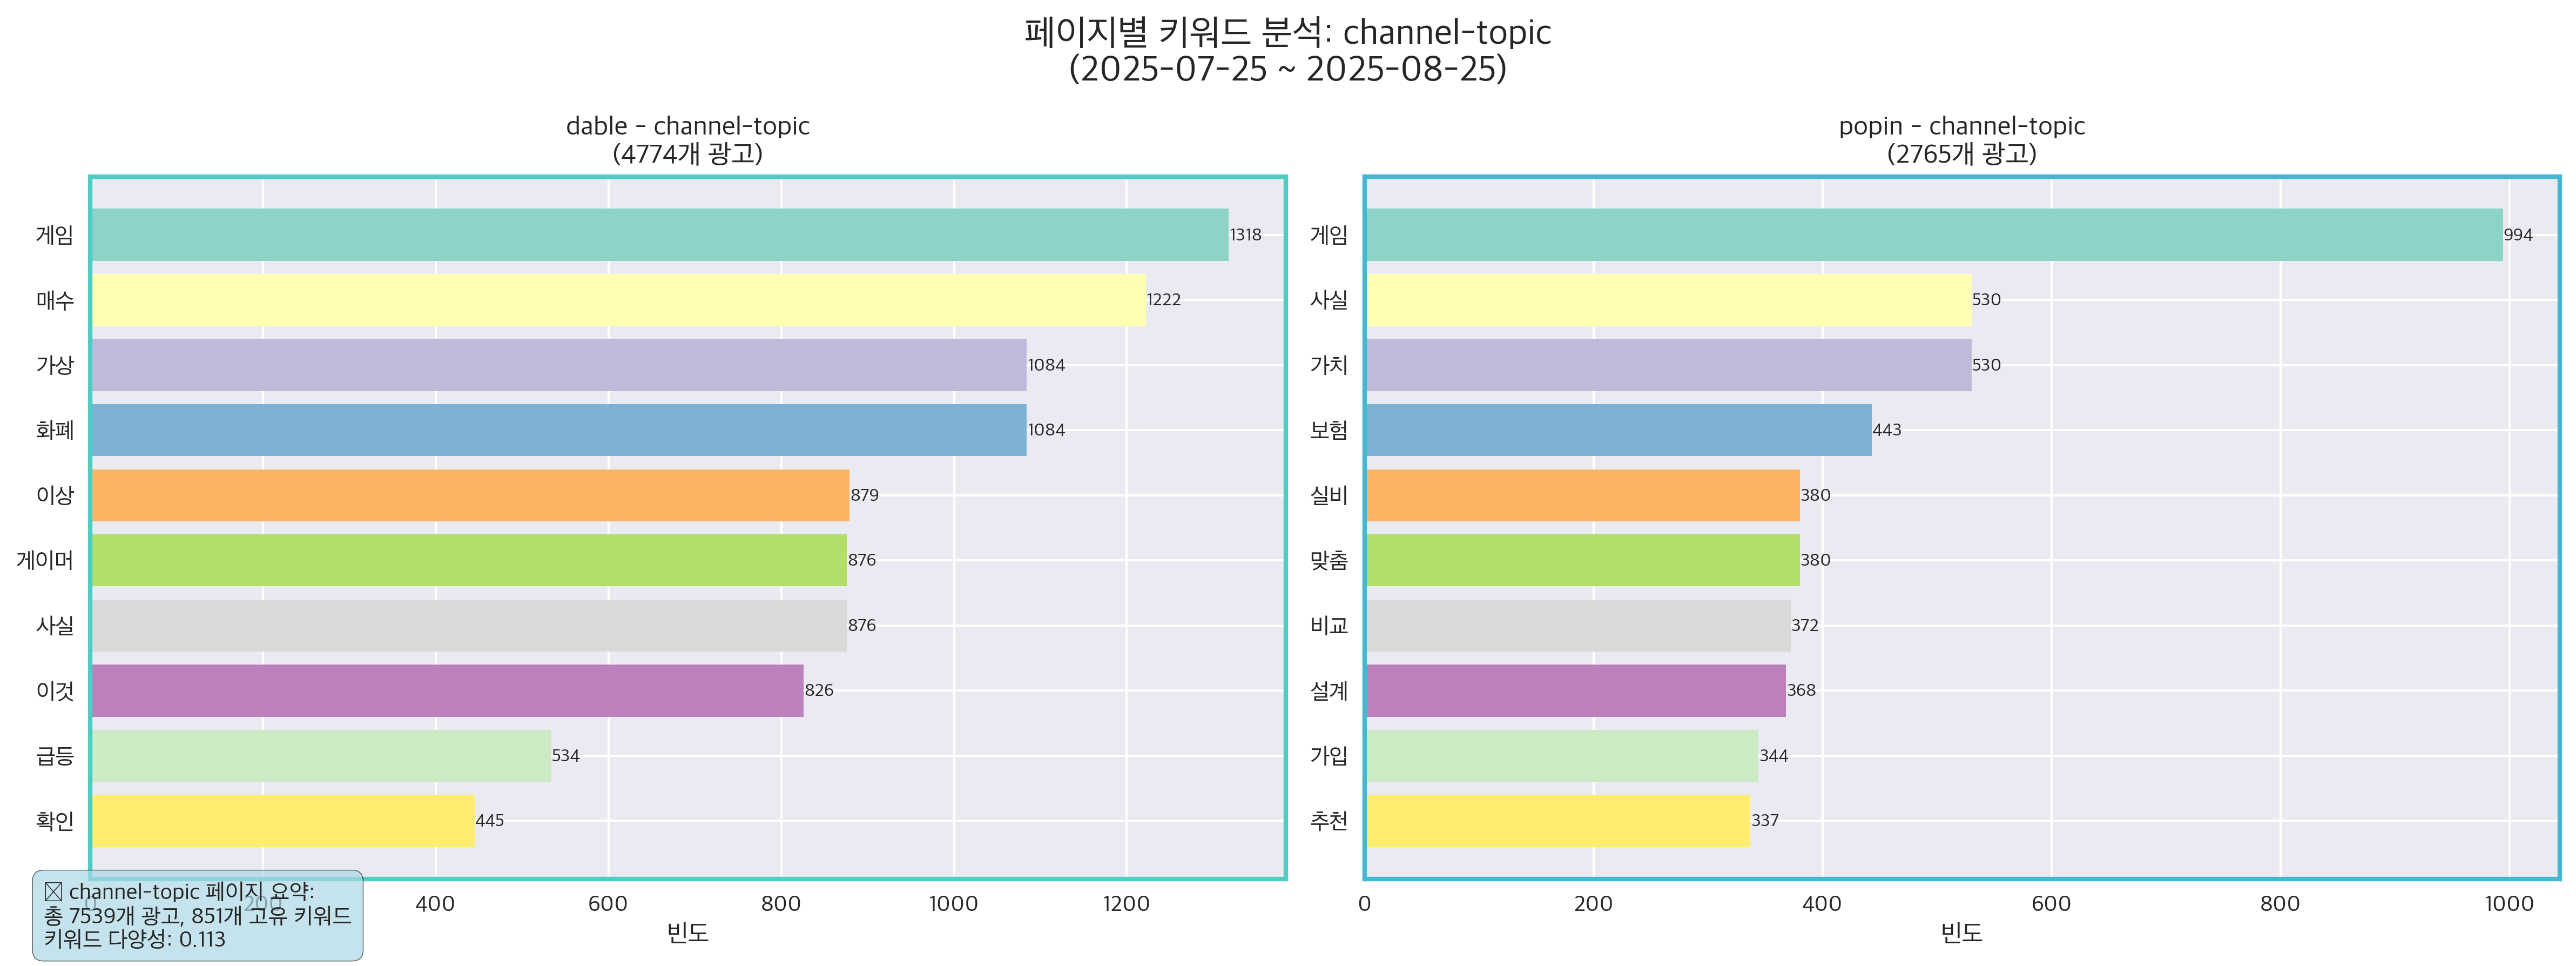 페이지별 키워드 분석: channel-topic
(2025-07-25 ~ 2025-08-25)
dable - channel-topic
(4774개 광고)
게임 1318
매수 1222
가상 1084
화폐 1084
이상 879
게이머 876
사실 876
이것 826
급등 534
확인 445
0 200 400 600 800 1000 1200
빈도
popin - channel-topic
(2765개 광고)
게임 994
사실 530
가치 530
보험 443
실비 380
맞춤 380
비교 372
설계 368
가입 344
추천 337
0 200 400 600 800 1000
빈도
channel-topic 페이지 요약:
총 7539개 광고, 851개 고유 키워드
키워드 다양성: 0.113